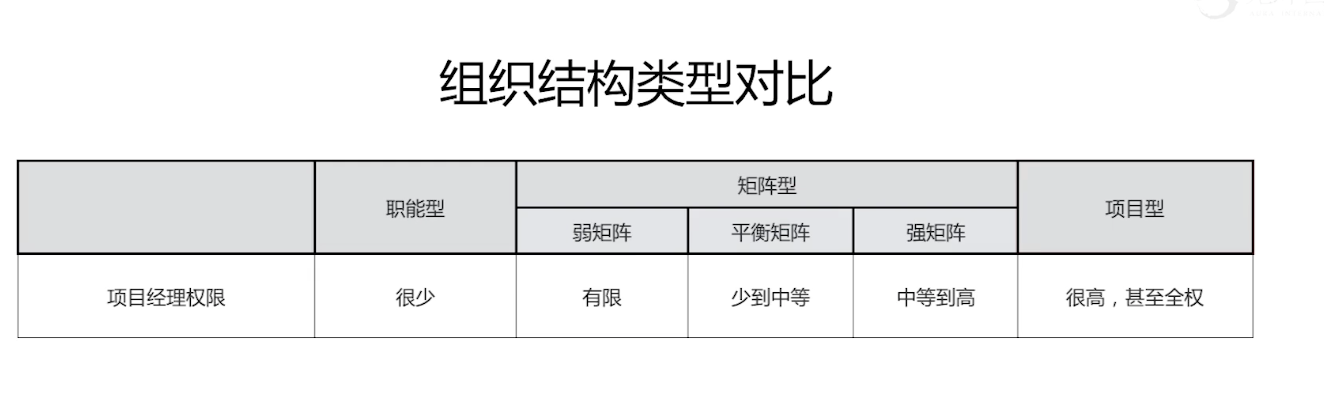 组织结构类型对比
职能型
矩阵型
项目型
弱矩阵
平衡矩阵
强矩阵
项目经理权限
很少
有限
少到中等
中等到高
很高，甚至全权